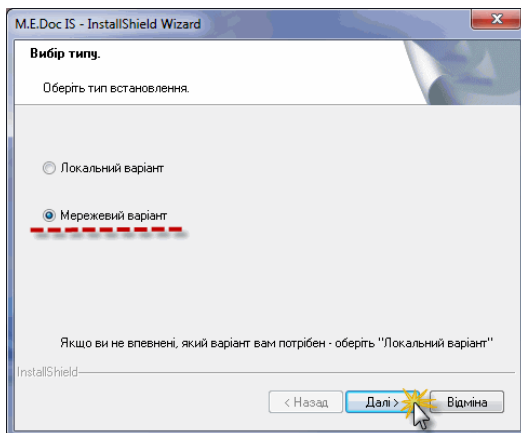 M.E.Doc IS - InstallShield Wizard
Вибір типу.
Оберіть тип встановлення.
Локальний варіант
Мережевий варіант
Якщо ви не впевнені, який варіант вам потрібен - оберіть "Локальний варіант"
InstallShield
< Назад Далі > Відміна